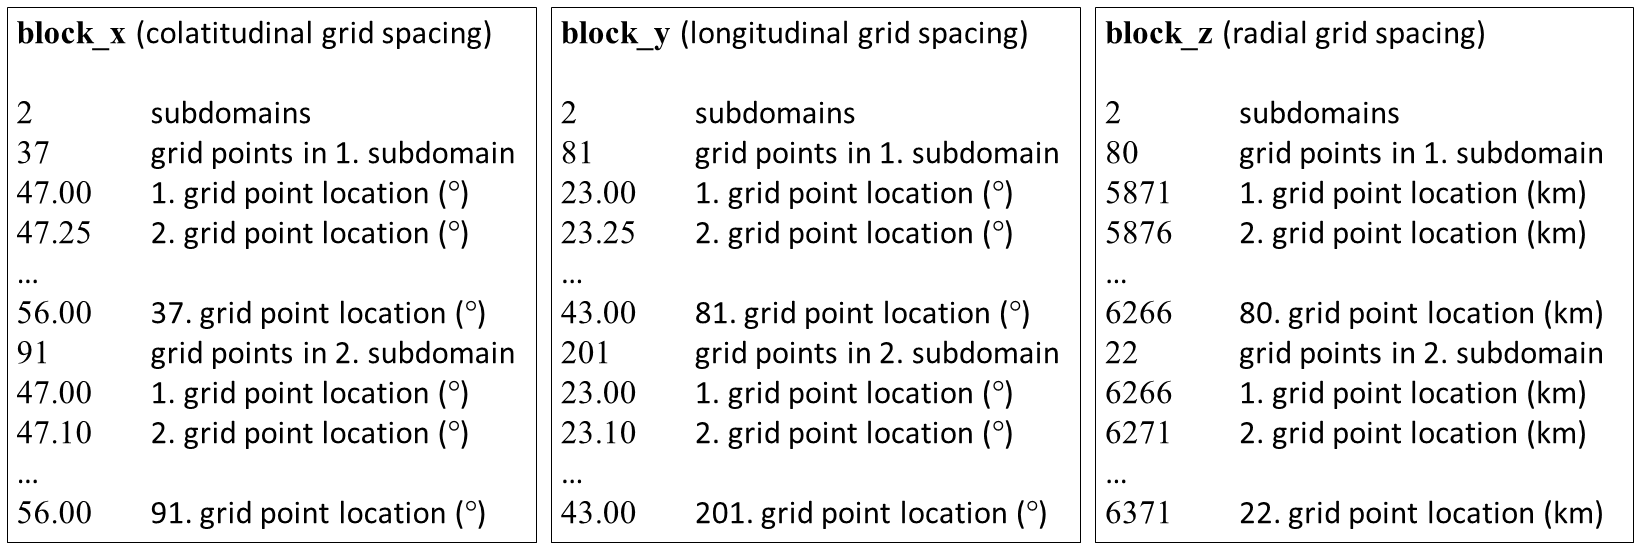 block_x (colatitudinal grid spacing)
2 subdomains
37 grid points in 1. subdomain
47.00 1. grid point location (°)
47.25 2. grid point location (°)
...
56.00 37. grid point location (°)
91 grid points in 2. subdomain
47.00 1. grid point location (°)
47.10 2. grid point location (°)
...
56.00 91. grid point location (°)
block_y (longitudinal grid spacing)
2 subdomains
81 grid points in 1. subdomain
23.00 1. grid point location (°)
23.25 2. grid point location (°)
...
43.00 81. grid point location (°)
201 grid points in 2. subdomain
23.00 1. grid point location (°)
23.10 2. grid point location (°)
...
43.00 201. grid point location (°)
block_z (radial grid spacing)
2 subdomains
80 grid points in 1. subdomain
5871 1. grid point location (km)
5876 2. grid point location (km)
...
6266 80. grid point location (km)
22 grid points in 2. subdomain
6266 1. grid point location (km)
6271 2. grid point location (km)
...
6371 22. grid point location (km)